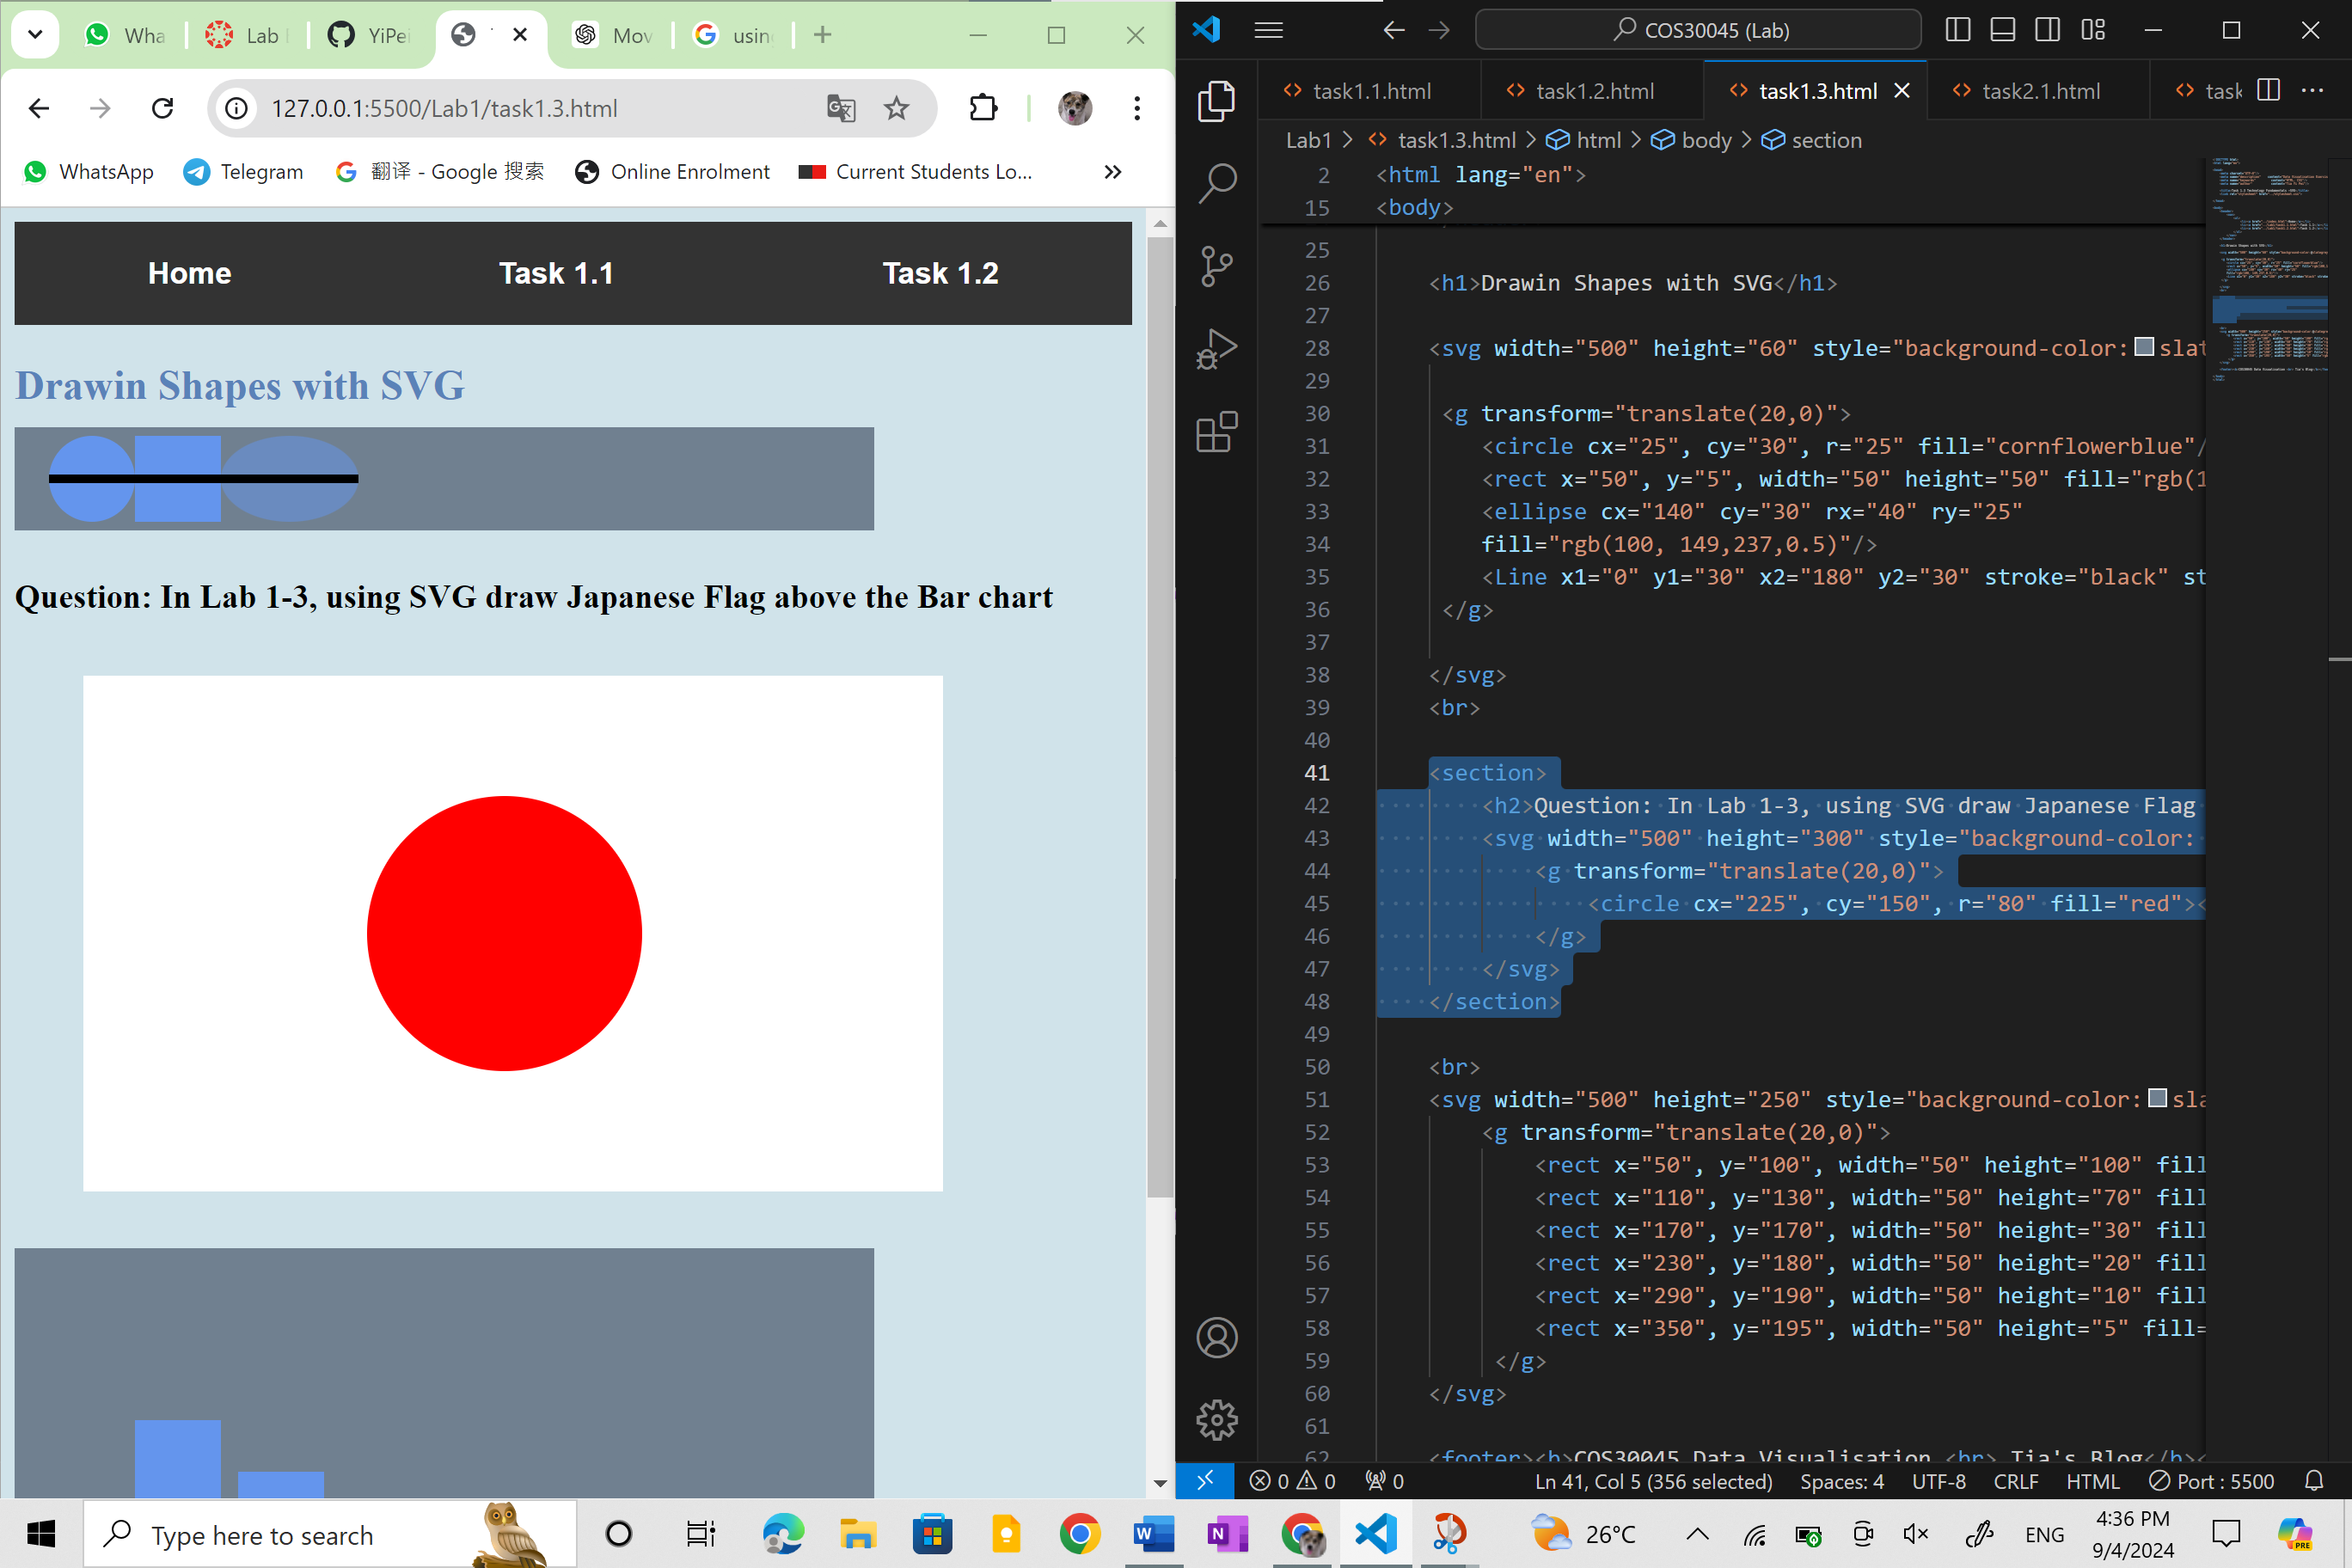 Wha
Lab
YiPei
Mov
usin
127.0.0.1:5500/Lab1/task1.3.html
WhatsApp
Telegram
翻译 - Google 搜索
Online Enrolment
Current Students Lo...
Home
Task 1.1
Task 1.2
Drawin Shapes with SVG
Question: In Lab 1-3, using SVG draw Japanese Flag above the Bar chart
COS30045 (Lab)
task1.1.html
task1.2.html
task1.3.html
task2.1.html
task
Lab1 > task1.3.html > html > body > section
2 <html lang="en">
15 <body>
25
26 <h1>Drawin Shapes with SVG</h1>
27
28 <svg width="500" height="60" style="background-color: slat
29
30 <g transform="translate(20,0)">
31 <circle cx="25", cy="30", r="25" fill="cornflowerblue"/
32 <rect x="50", y="5", width="50" height="50" fill="rgb(1
33 <ellipse cx="140" cy="30" rx="40" ry="25"
34 fill="rgb(100, 149,237,0.5)"/>
35 <Line x1="0" y1="30" x2="180" y2="30" stroke="black" st
36 </g>
37
38 </svg>
39 <br>
40
41 <section>
42 <h2>Question: In Lab 1-3, using SVG draw Japanese Flag
43 <svg width="500" height="300" style="background-color:
44 <g transform="translate(20,0)">
45 <circle cx="225", cy="150", r="80" fill="red"><
46 </g>
47 </svg>
48 </section>
49
50 <br>
51 <svg width="500" height="250" style="background-color: sla
52 <g transform="translate(20,0)">
53 <rect x="50", y="100", width="50" height="100" fill
54 <rect x="110", y="130", width="50" height="70" fill
55 <rect x="170", y="170", width="50" height="30" fill
56 <rect x="230", y="180", width="50" height="20" fill
57 <rect x="290", y="190", width="50" height="10" fill
58 <rect x="350", y="195", width="50" height="5" fill=
59 </g>
60 </svg>
61
62 <footer><b>COS30045 Data Visualisation <br> Tia's Blog</b><
0 0 0
Ln 41, Col 5 (356 selected)
Spaces: 4
UTF-8
CRLF
HTML
Port : 5500
Type here to search
26°C
ENG
4:36 PM
9/4/2024
PRE